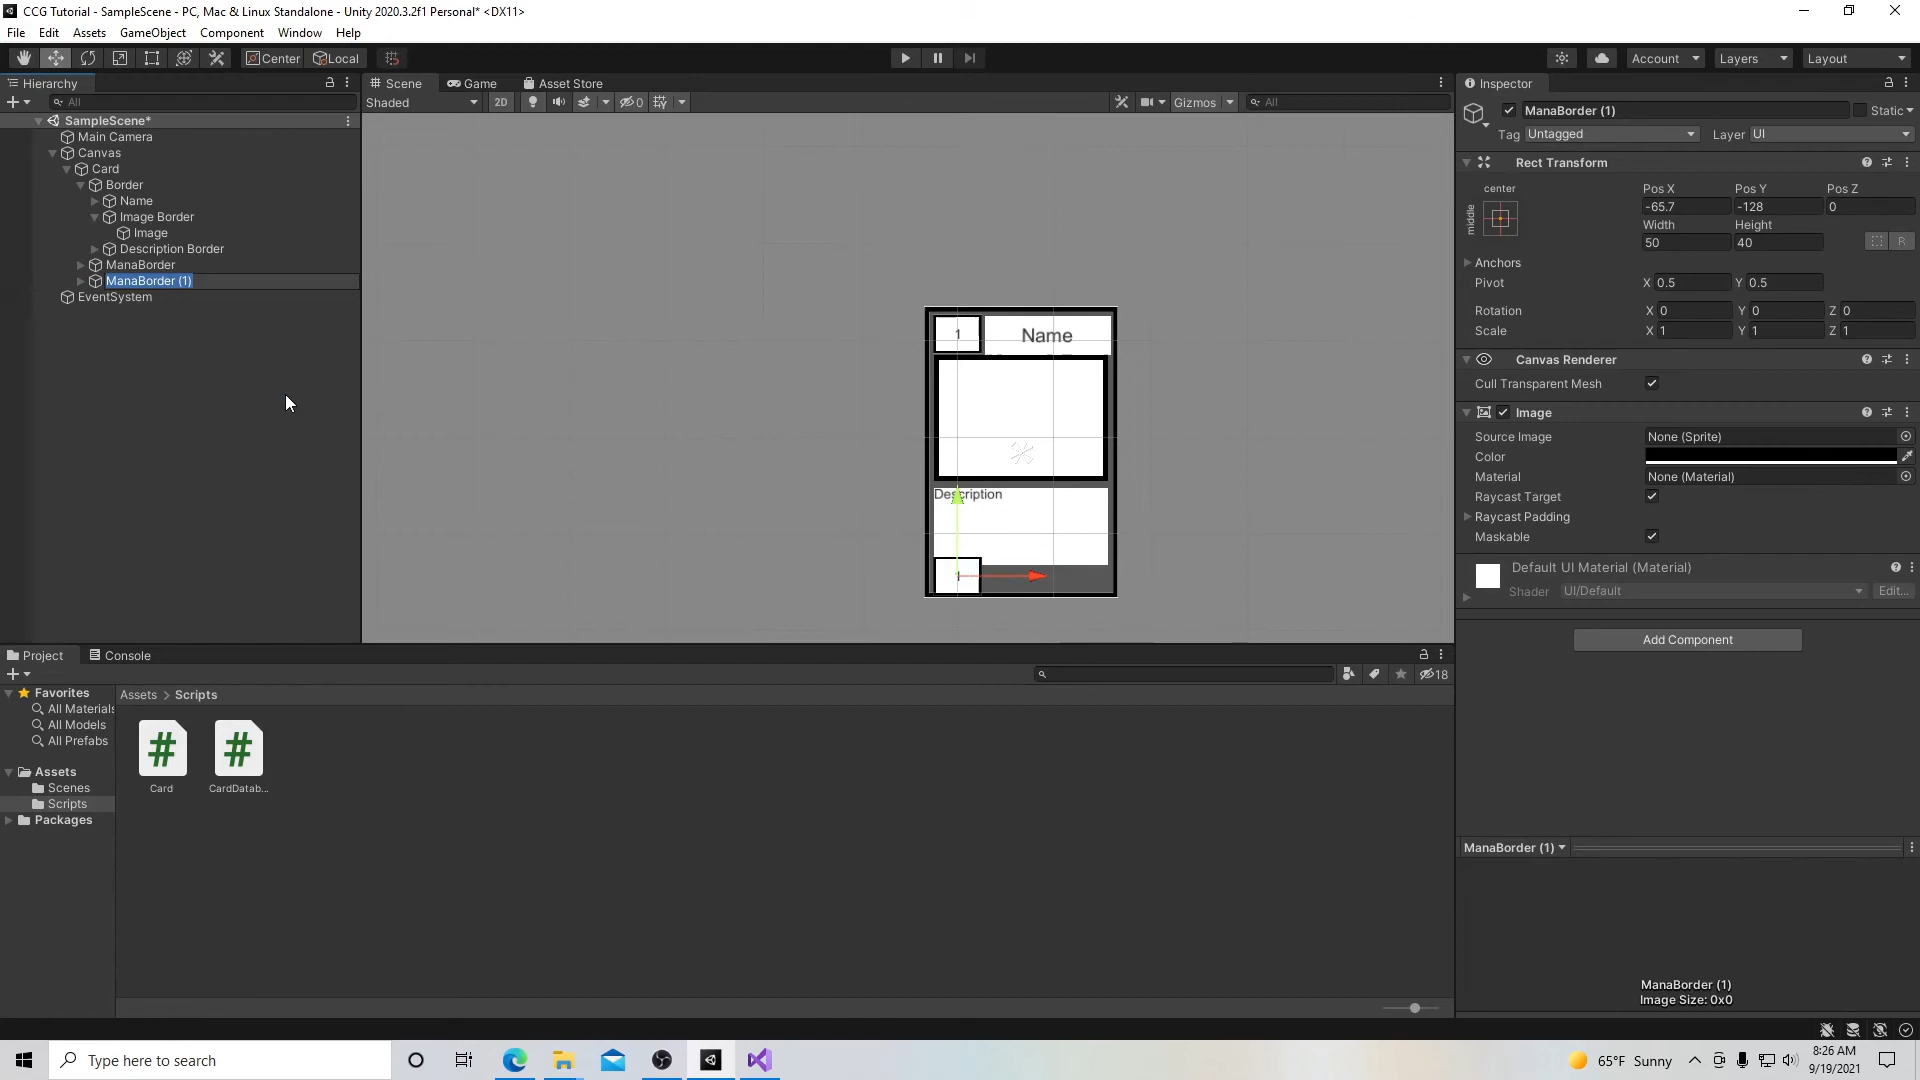 CCG Tutorial - SampleScene - PC, Mac & Linux Standalone - Unity 2020.3.2f1 Personal* <DX11>
File Edit Assets GameObject Component Window Help
Center Local
Account Layers Layout
Hierarchy
All
SampleScene*
Main Camera
Canvas
Card
Border
Name
Image Border
Image
Description Border
ManaBorder
ManaBorder (1)
EventSystem
Scene Game Asset Store
Shaded 2D 0 Gizmos All
1 Name
Description
1
Inspector
ManaBorder (1) Static
Tag Untagged Layer UI
Rect Transform
center
middle
Pos X Pos Y Pos Z
-65.7 -128 0
Width Height
50 40 R
Anchors
Pivot X 0.5 Y 0.5
Rotation X 0 Y 0 Z 0
Scale X 1 Y 1 Z 1
Canvas Renderer
Cull Transparent Mesh
Image
Source Image None (Sprite)
Color
Material None (Material)
Raycast Target
Raycast Padding
Maskable
Default UI Material (Material)
Shader UI/Default Edit...
Add Component
ManaBorder (1)
ManaBorder (1)
Image Size: 0x0
Project Console
18
Favorites
All Materials
All Models
All Prefabs
Assets
Scenes
Scripts
Packages
Assets > Scripts
Card CardDatab...
Type here to search
65°F Sunny
8:26 AM
9/19/2021